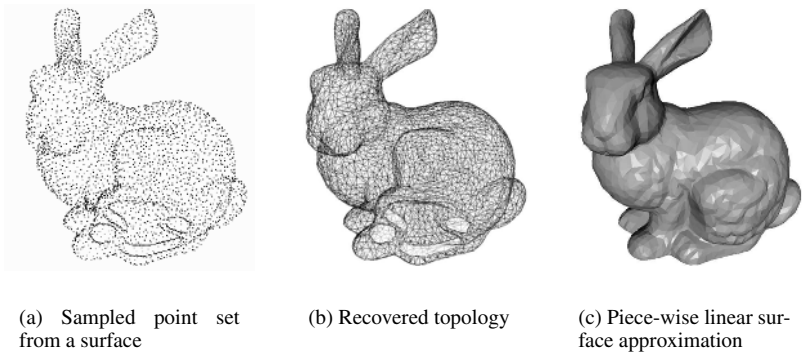 (a) Sampled point set
from a surface
(b) Recovered topology
(c) Piece-wise linear sur-
face approximation